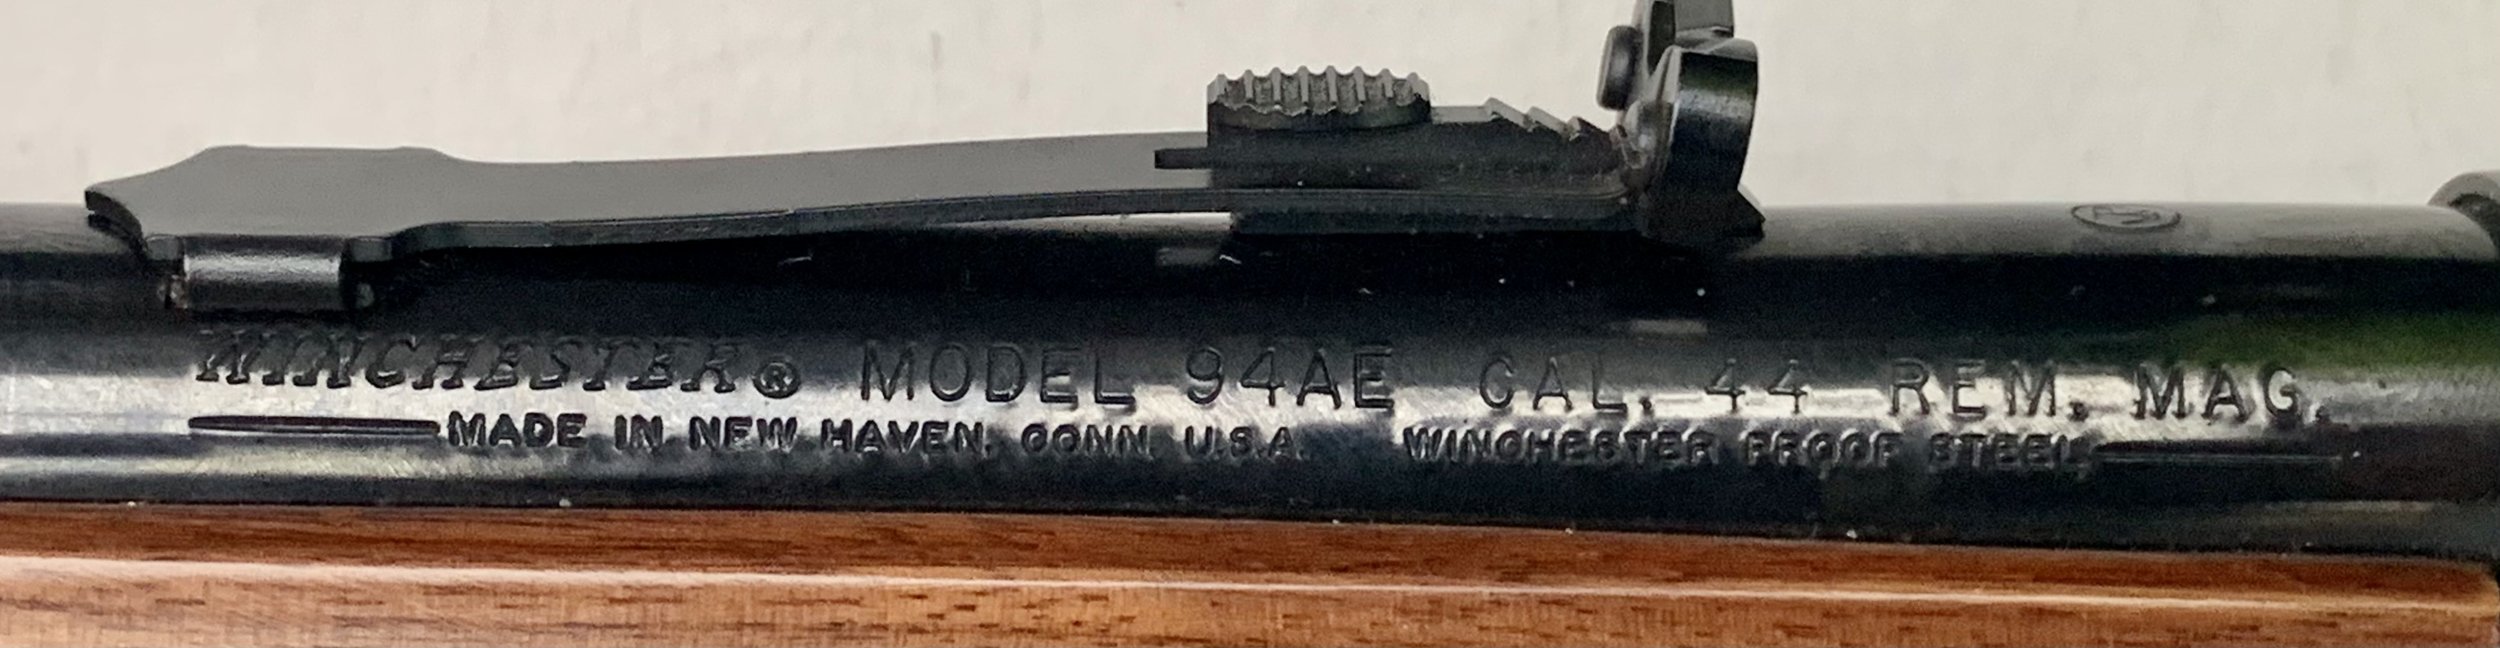 WINCHESTER® MODEL 94AE CAL. 44 REM. MAG.
MADE IN NEW HAVEN, CONN. U.S.A. WINCHESTER PROOF STEEL